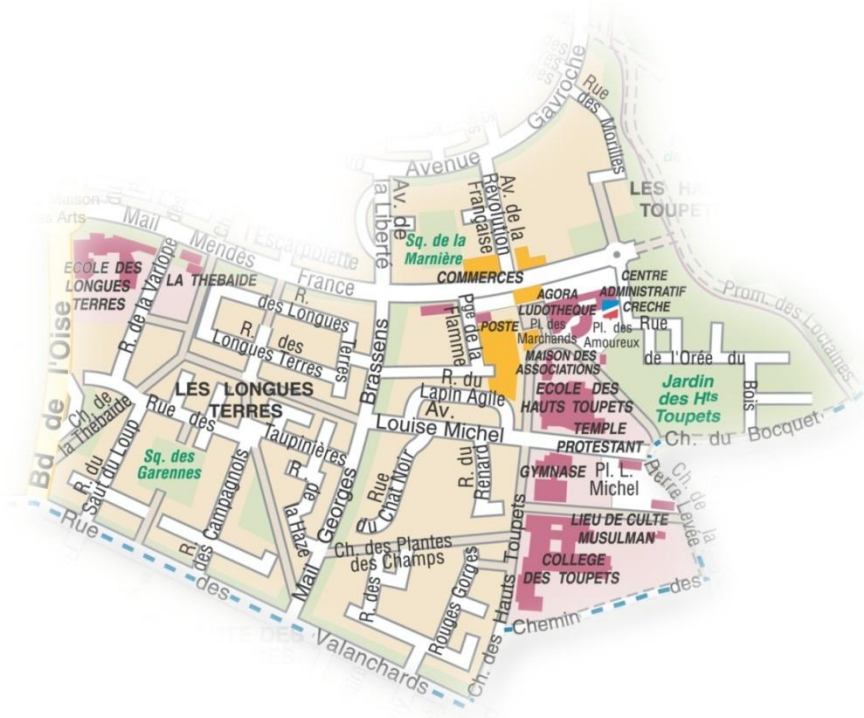 Gavroche
Rue
des Morilles
Avenue
Av. de
la Liberté
Av. de la
Révolution
Française
LES HA
TOUPET
Maison
des Arts
Mail
Mendès
France
l'Escarpolette
Sq. de la
Marnière
COMMERCES
ECOLE DES
LONGUES
TERRES
LA THEBAIDE
R. de la Varione
Bd de l'Oise
R.
des Longues
Terres
R. des
Longues Terres
Brassens
Pge de la
Flamme
POSTE
AGORA
LUDOTHEQUE
Pl. des
Marchands
CENTRE
ADMINISTRATIF
CRECHE
Pl. des
Amoureux
Prom. des Loctaines
Rue
de l'Orée du
Bois
MAISON DES
ASSOCIATIONS
ECOLE DES
HAUTS TOUPETS
Jardin
des Hts
Toupets
R. du
Lapin Agile
LES LONGUES
TERRES
Ch. de
la Thébaïde
Rue des
Taupinières
Av.
Louise Michel
TEMPLE
PROTESTANT
Ch. du Bocquet
Sq. des
Garennes
R. du
Saut du Loup
R.
des Campagnols
R. de
la Haze
Georges
Mail
Rue
du Chat Noir
R. du
Renard
GYMNASE
Pl. L.
Michel
Ch. de la
Pierre Levée
LIEU DE CULTE
MUSULMAN
COLLEGE
DES TOUPETS
Ch. des Plantes
des Champs
R. des
Rouges Gorges
Ch. des Hauts Toupets
Rue
des
Valanchards
Chemin des